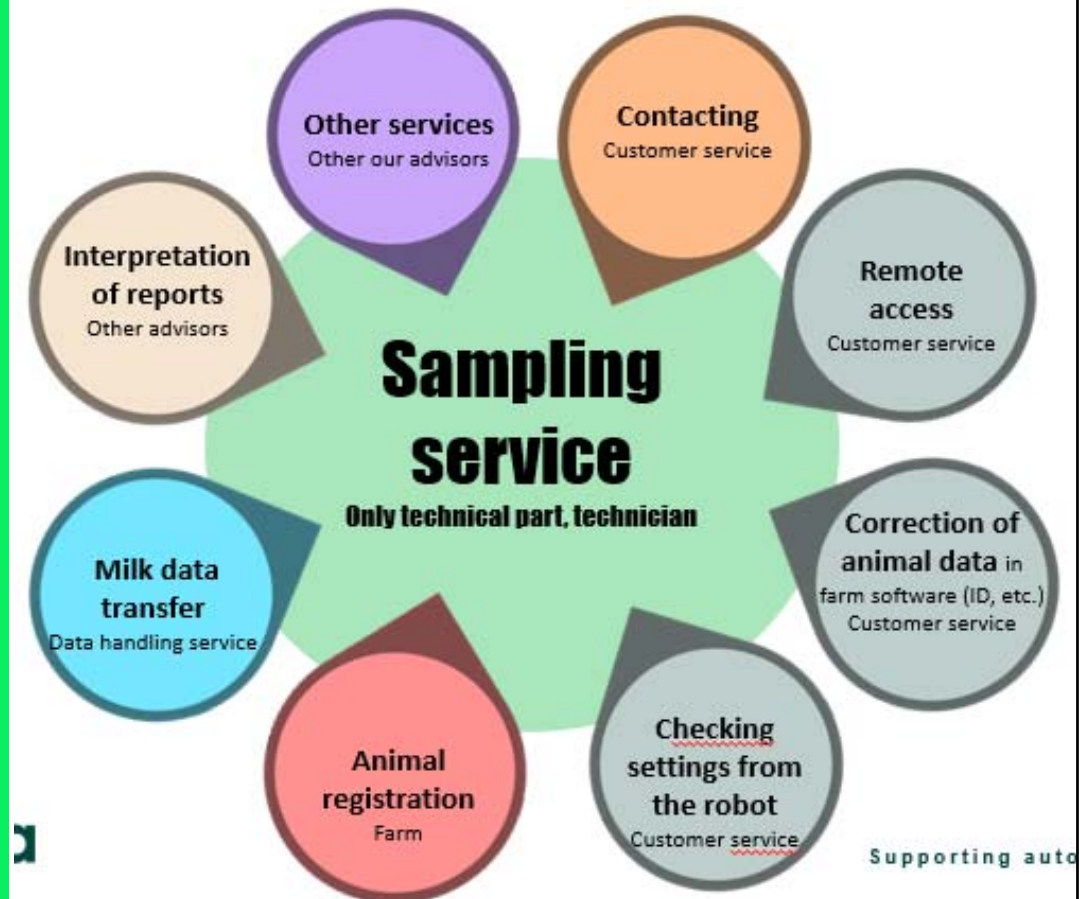 Other services
Other our advisors
Contacting
Customer service
Remote
access
Customer service
Correction of
animal data in
farm software (ID, etc.)
Customer service
Checking
settings from
the robot
Customer service
Animal
registration
Farm
Milk data
transfer
Data handling service
Interpretation
of reports
Other advisors
Sampling
service
Only technical part, technician
a
Supporting auto